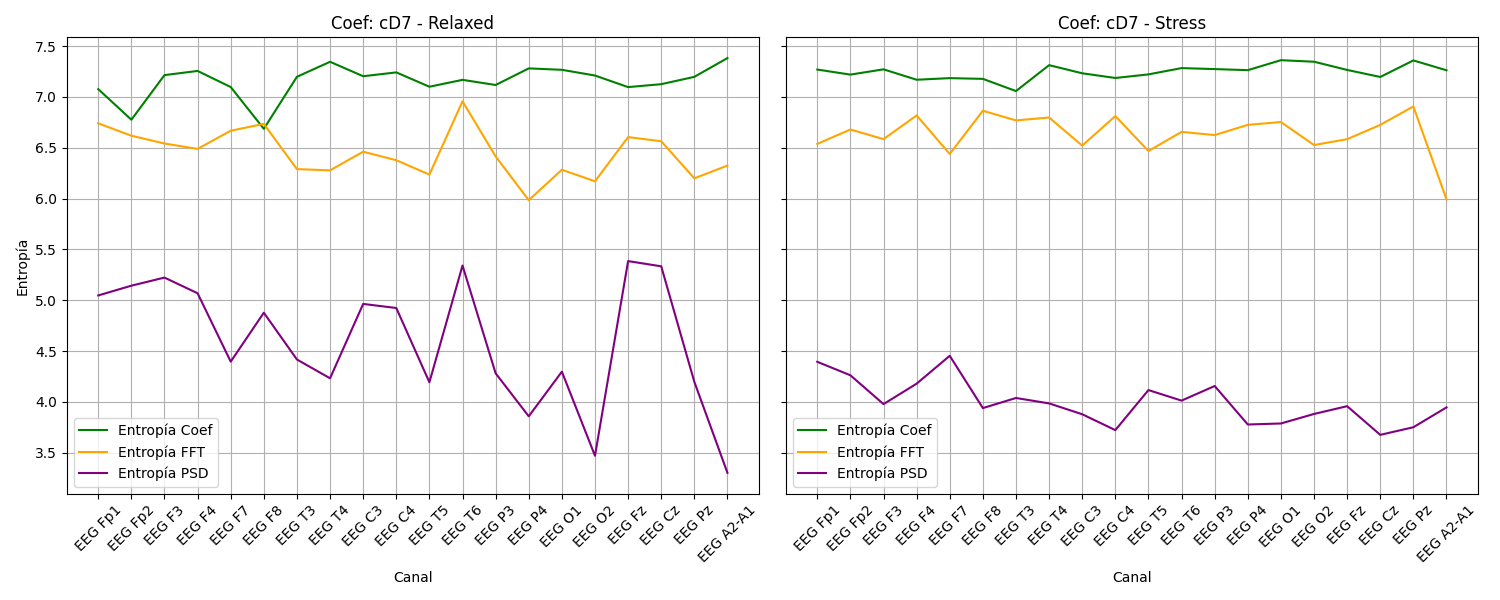 Coef: cD7 - Relaxed
Entropía
7.5
7.0
6.5
6.0
5.5
5.0
4.5
4.0
3.5
Entropía Coef
Entropía FFT
Entropía PSD
EEG Fp1
EEG Fp2
EEG F3
EEG F4
EEG F7
EEG F8
EEG T3
EEG T4
EEG C3
EEG C4
EEG T5
EEG T6
EEG P3
EEG P4
EEG O1
EEG O2
EEG Fz
EEG Cz
EEG Pz
EEG A2-A1
Canal
Coef: cD7 - Stress
Entropía Coef
Entropía FFT
Entropía PSD
EEG Fp1
EEG Fp2
EEG F3
EEG F4
EEG F7
EEG F8
EEG T3
EEG T4
EEG C3
EEG C4
EEG T5
EEG T6
EEG P3
EEG P4
EEG O1
EEG O2
EEG Fz
EEG Cz
EEG Pz
EEG A2-A1
Canal